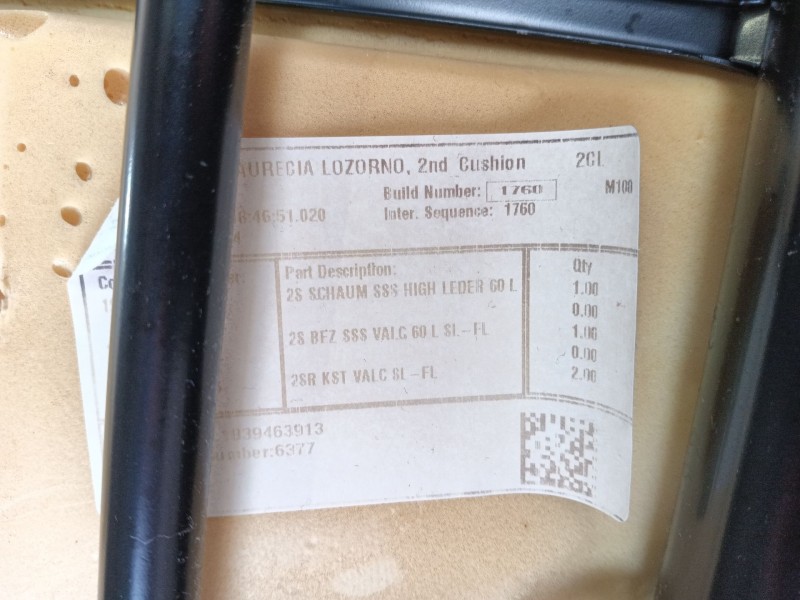 AURECIA LOZORNO, 2nd Cushion 2CL
Build Number: 1760 M100
:46:51.020 Inter. Sequence: 1760
Part Description: Qty
2S SCHAUM SSS HIGH LEDER 60 L 1.00
0.00
2S BEZ SSS VALC 60 L SL-FL 1.00
0.00
2SR KST VALC SL-FL 2.00
1939463913
umber:6377